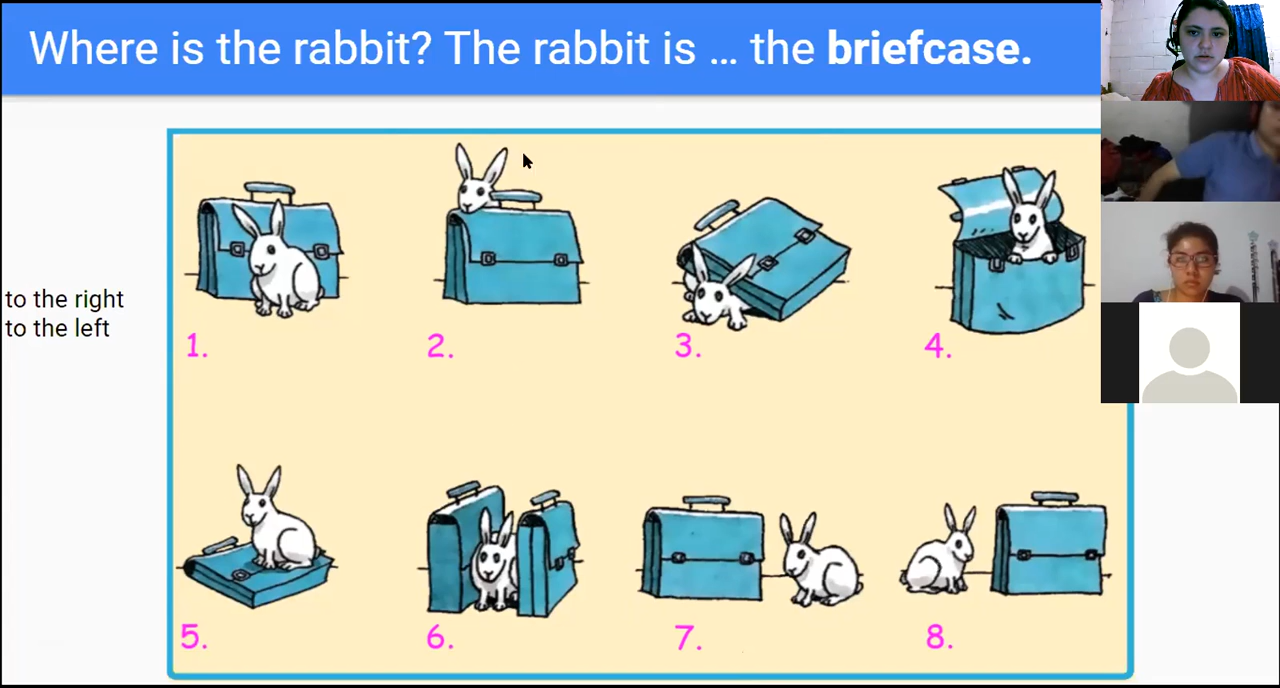 Where is the rabbit? The rabbit is ... the briefcase.
to the right
to the left
1.
2.
3.
4.
5.
6.
7.
8.